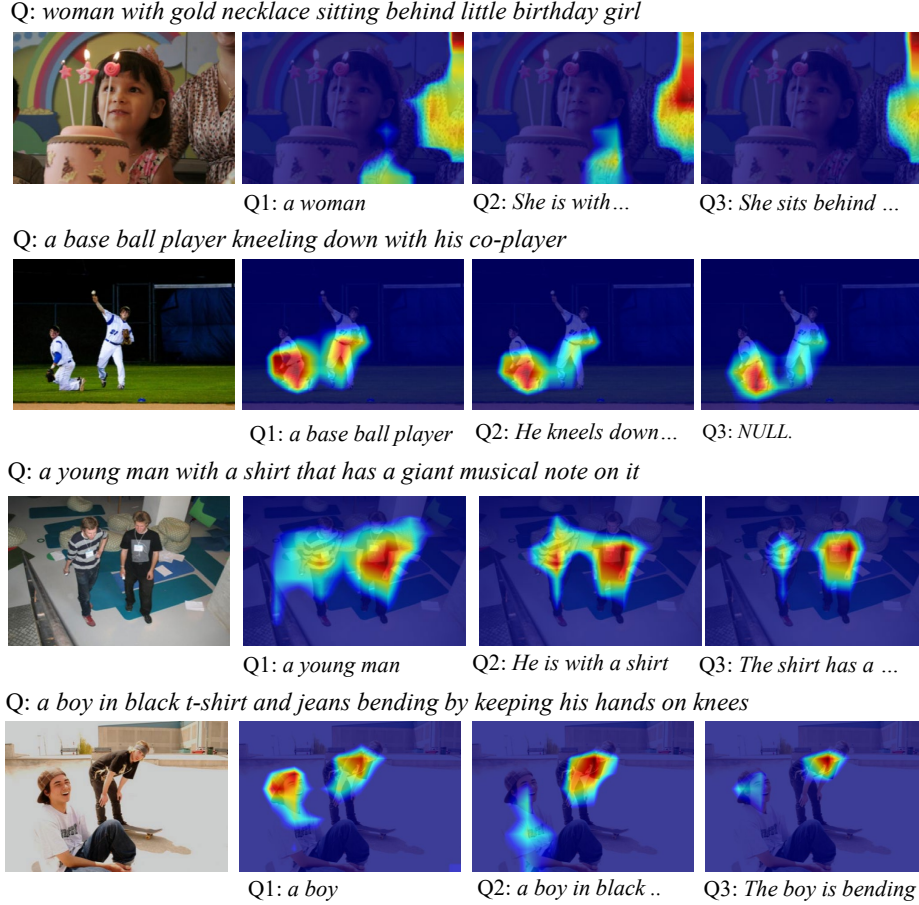 Q: woman with gold necklace sitting behind little birthday girl
Q1: a woman
Q2: She is with...
Q3: She sits behind ...
Q: a base ball player kneeling down with his co-player
Q1: a base ball player
Q2: He kneels down...
Q3: NULL.
Q: a young man with a shirt that has a giant musical note on it
Q1: a young man
Q2: He is with a shirt
Q3: The shirt has a ...
Q: a boy in black t-shirt and jeans bending by keeping his hands on knees
Q1: a boy
Q2: a boy in black ..
Q3: The boy is bending